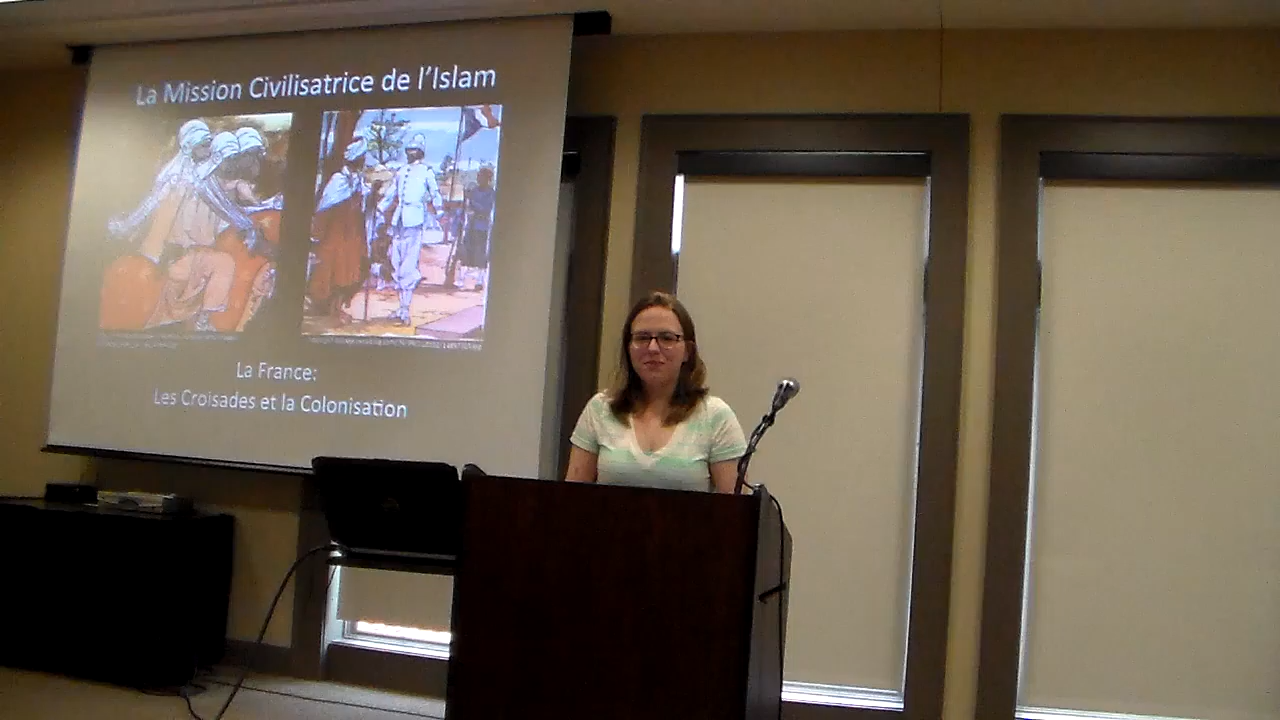 La Mission Civilisatrice de l'Islam
La France:
Les Croisades et la Colonisation